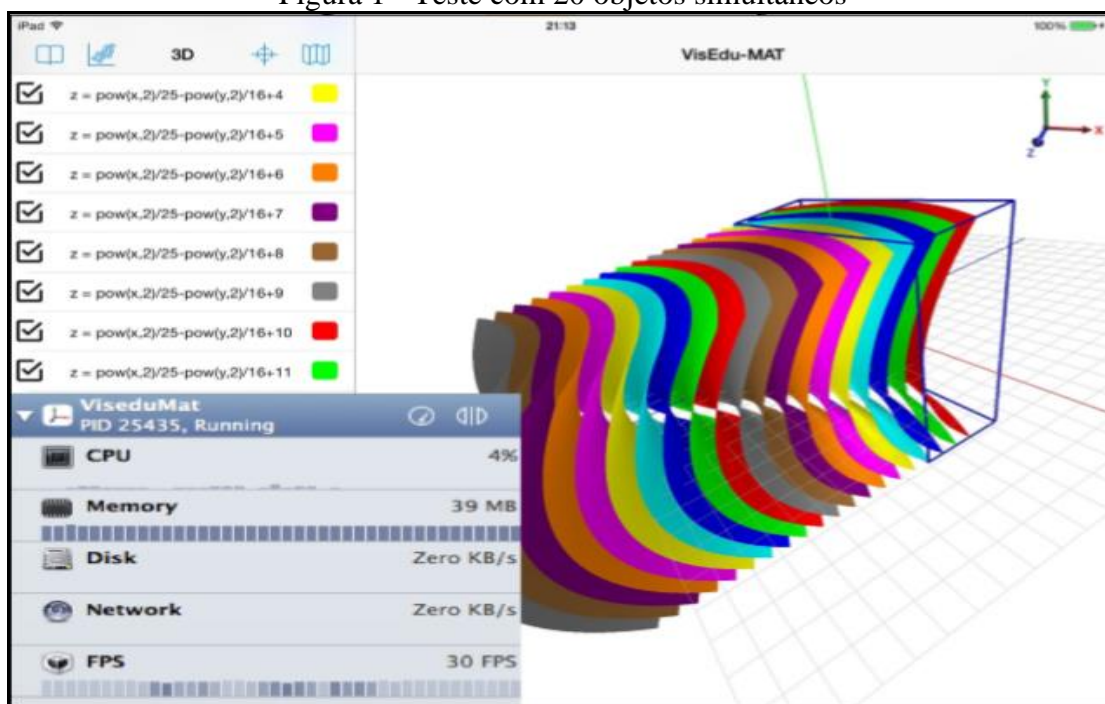 Figura 1 - Teste com 20 objetos simultâneos
iPad
21:13
100%
3D
VisEdu-MAT
z = pow(x,2)/25-pow(y,2)/16+4
z = pow(x,2)/25-pow(y,2)/16+5
z = pow(x,2)/25-pow(y,2)/16+6
z = pow(x,2)/25-pow(y,2)/16+7
z = pow(x,2)/25-pow(y,2)/16+8
z = pow(x,2)/25-pow(y,2)/16+9
z = pow(x,2)/25-pow(y,2)/16+10
z = pow(x,2)/25-pow(y,2)/16+11
Y
X
Z
ViseduMat
PID 25435, Running
CPU 4%
Memory 39 MB
Disk Zero KB/s
Network Zero KB/s
FPS 30 FPS